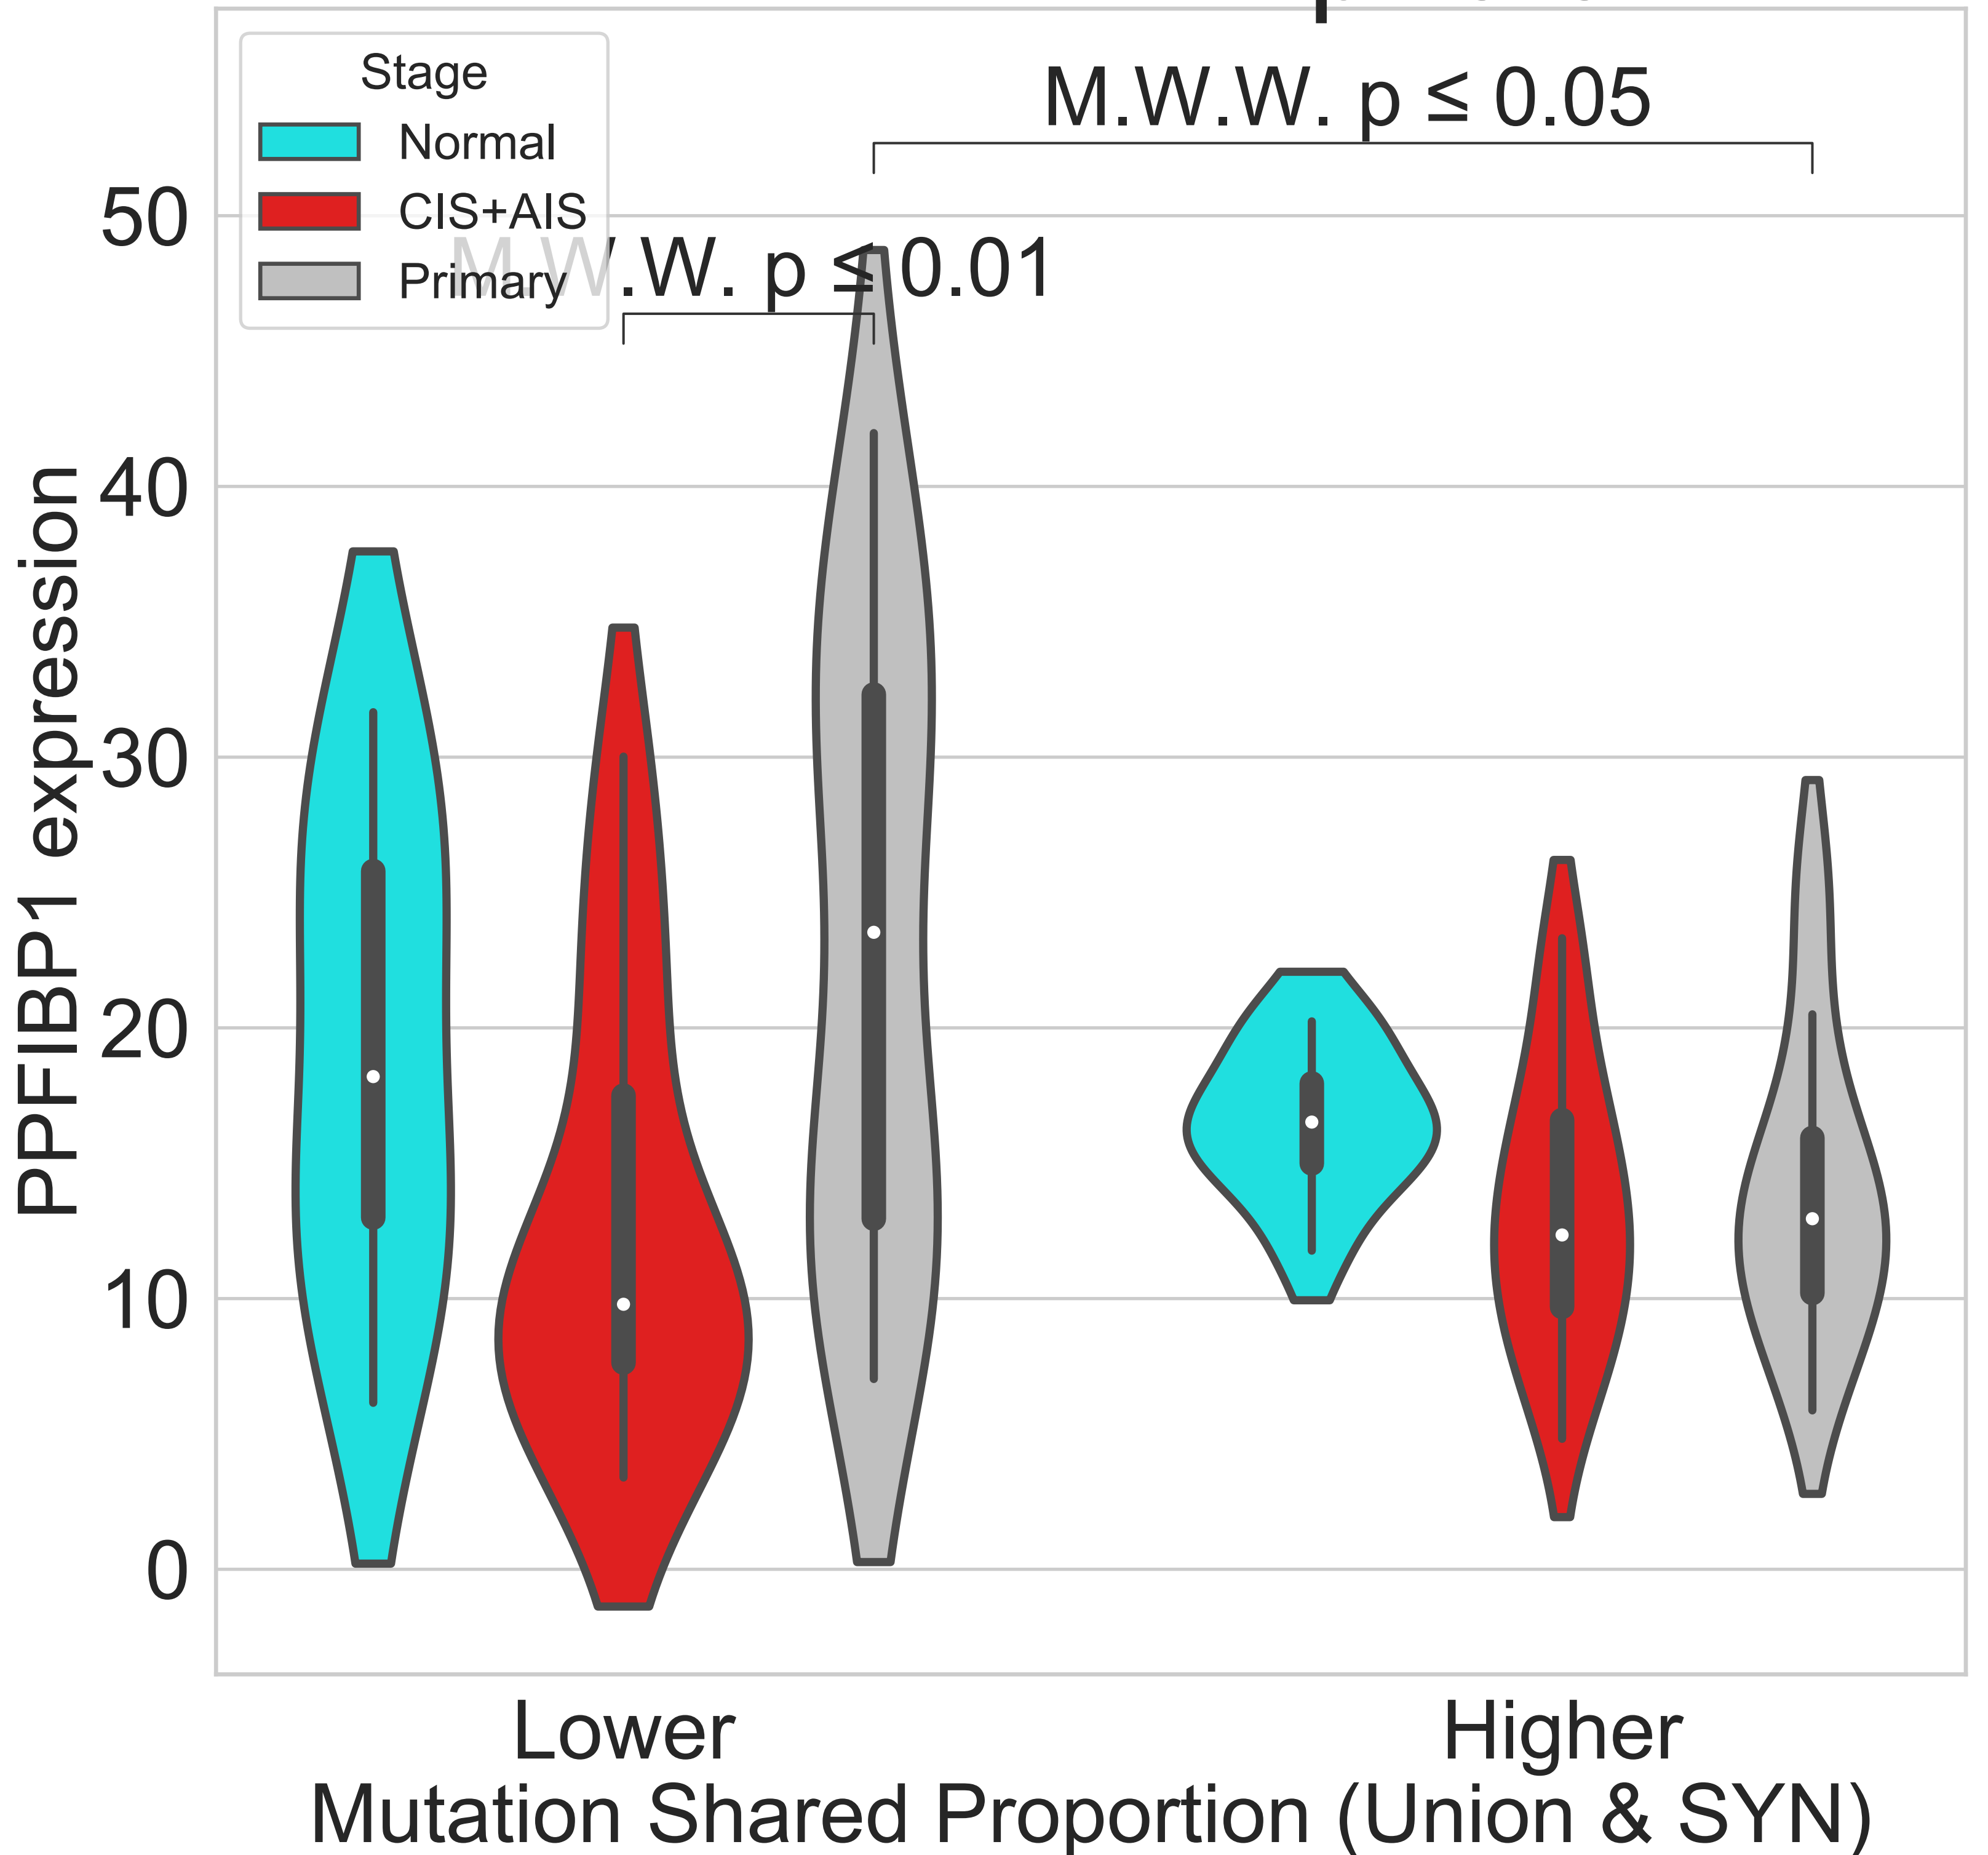 M.W.W. p ≤ 0.05
M.W.W. p ≤ 0.01
Stage
Normal
CIS+AIS
Primary
PPFIBP1 expression
50
40
30
20
10
0
Lower
Higher
Mutation Shared Proportion (Union & SYN)